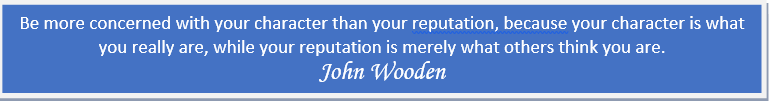 Be more concerned with your character than your reputation, because your character is what
you really are, while your reputation is merely what others think you are.
John Wooden